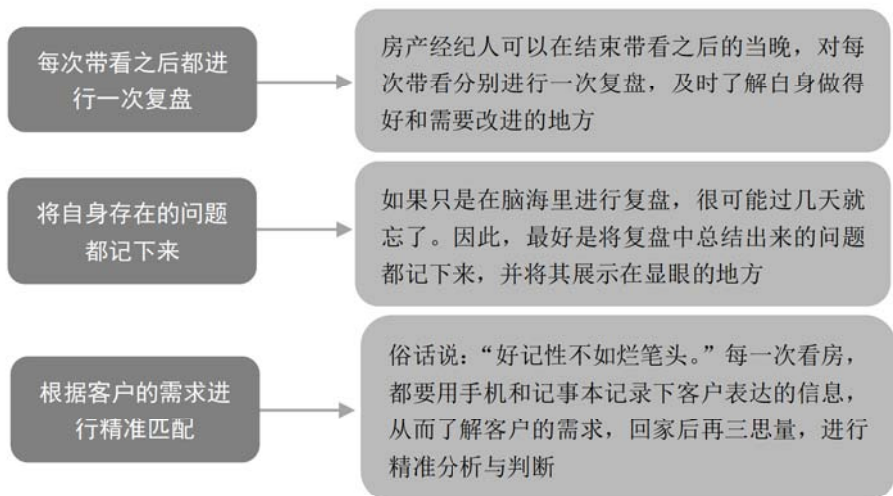 每次带看之后都进
行一次复盘
房产经纪人可以在结束带看之后的当晚，对每
次带看分别进行一次复盘，及时了解白身做得
好和需要改进的地方
将自身存在的问题
都记下来
如果只是在脑海里进行复盘，很可能过几天就
忘了。因此，最好是将复盘中总结出来的问题
都记下来，并将其展示在显眼的地方
根据客户的需求进
行精准匹配
俗话说：“好记性不如烂笔头。”每一次看房，
都要用手机和记事本记录下客户表达的信息，
从而了解客户的需求，回家后再三思量，进行
精准分析与判断